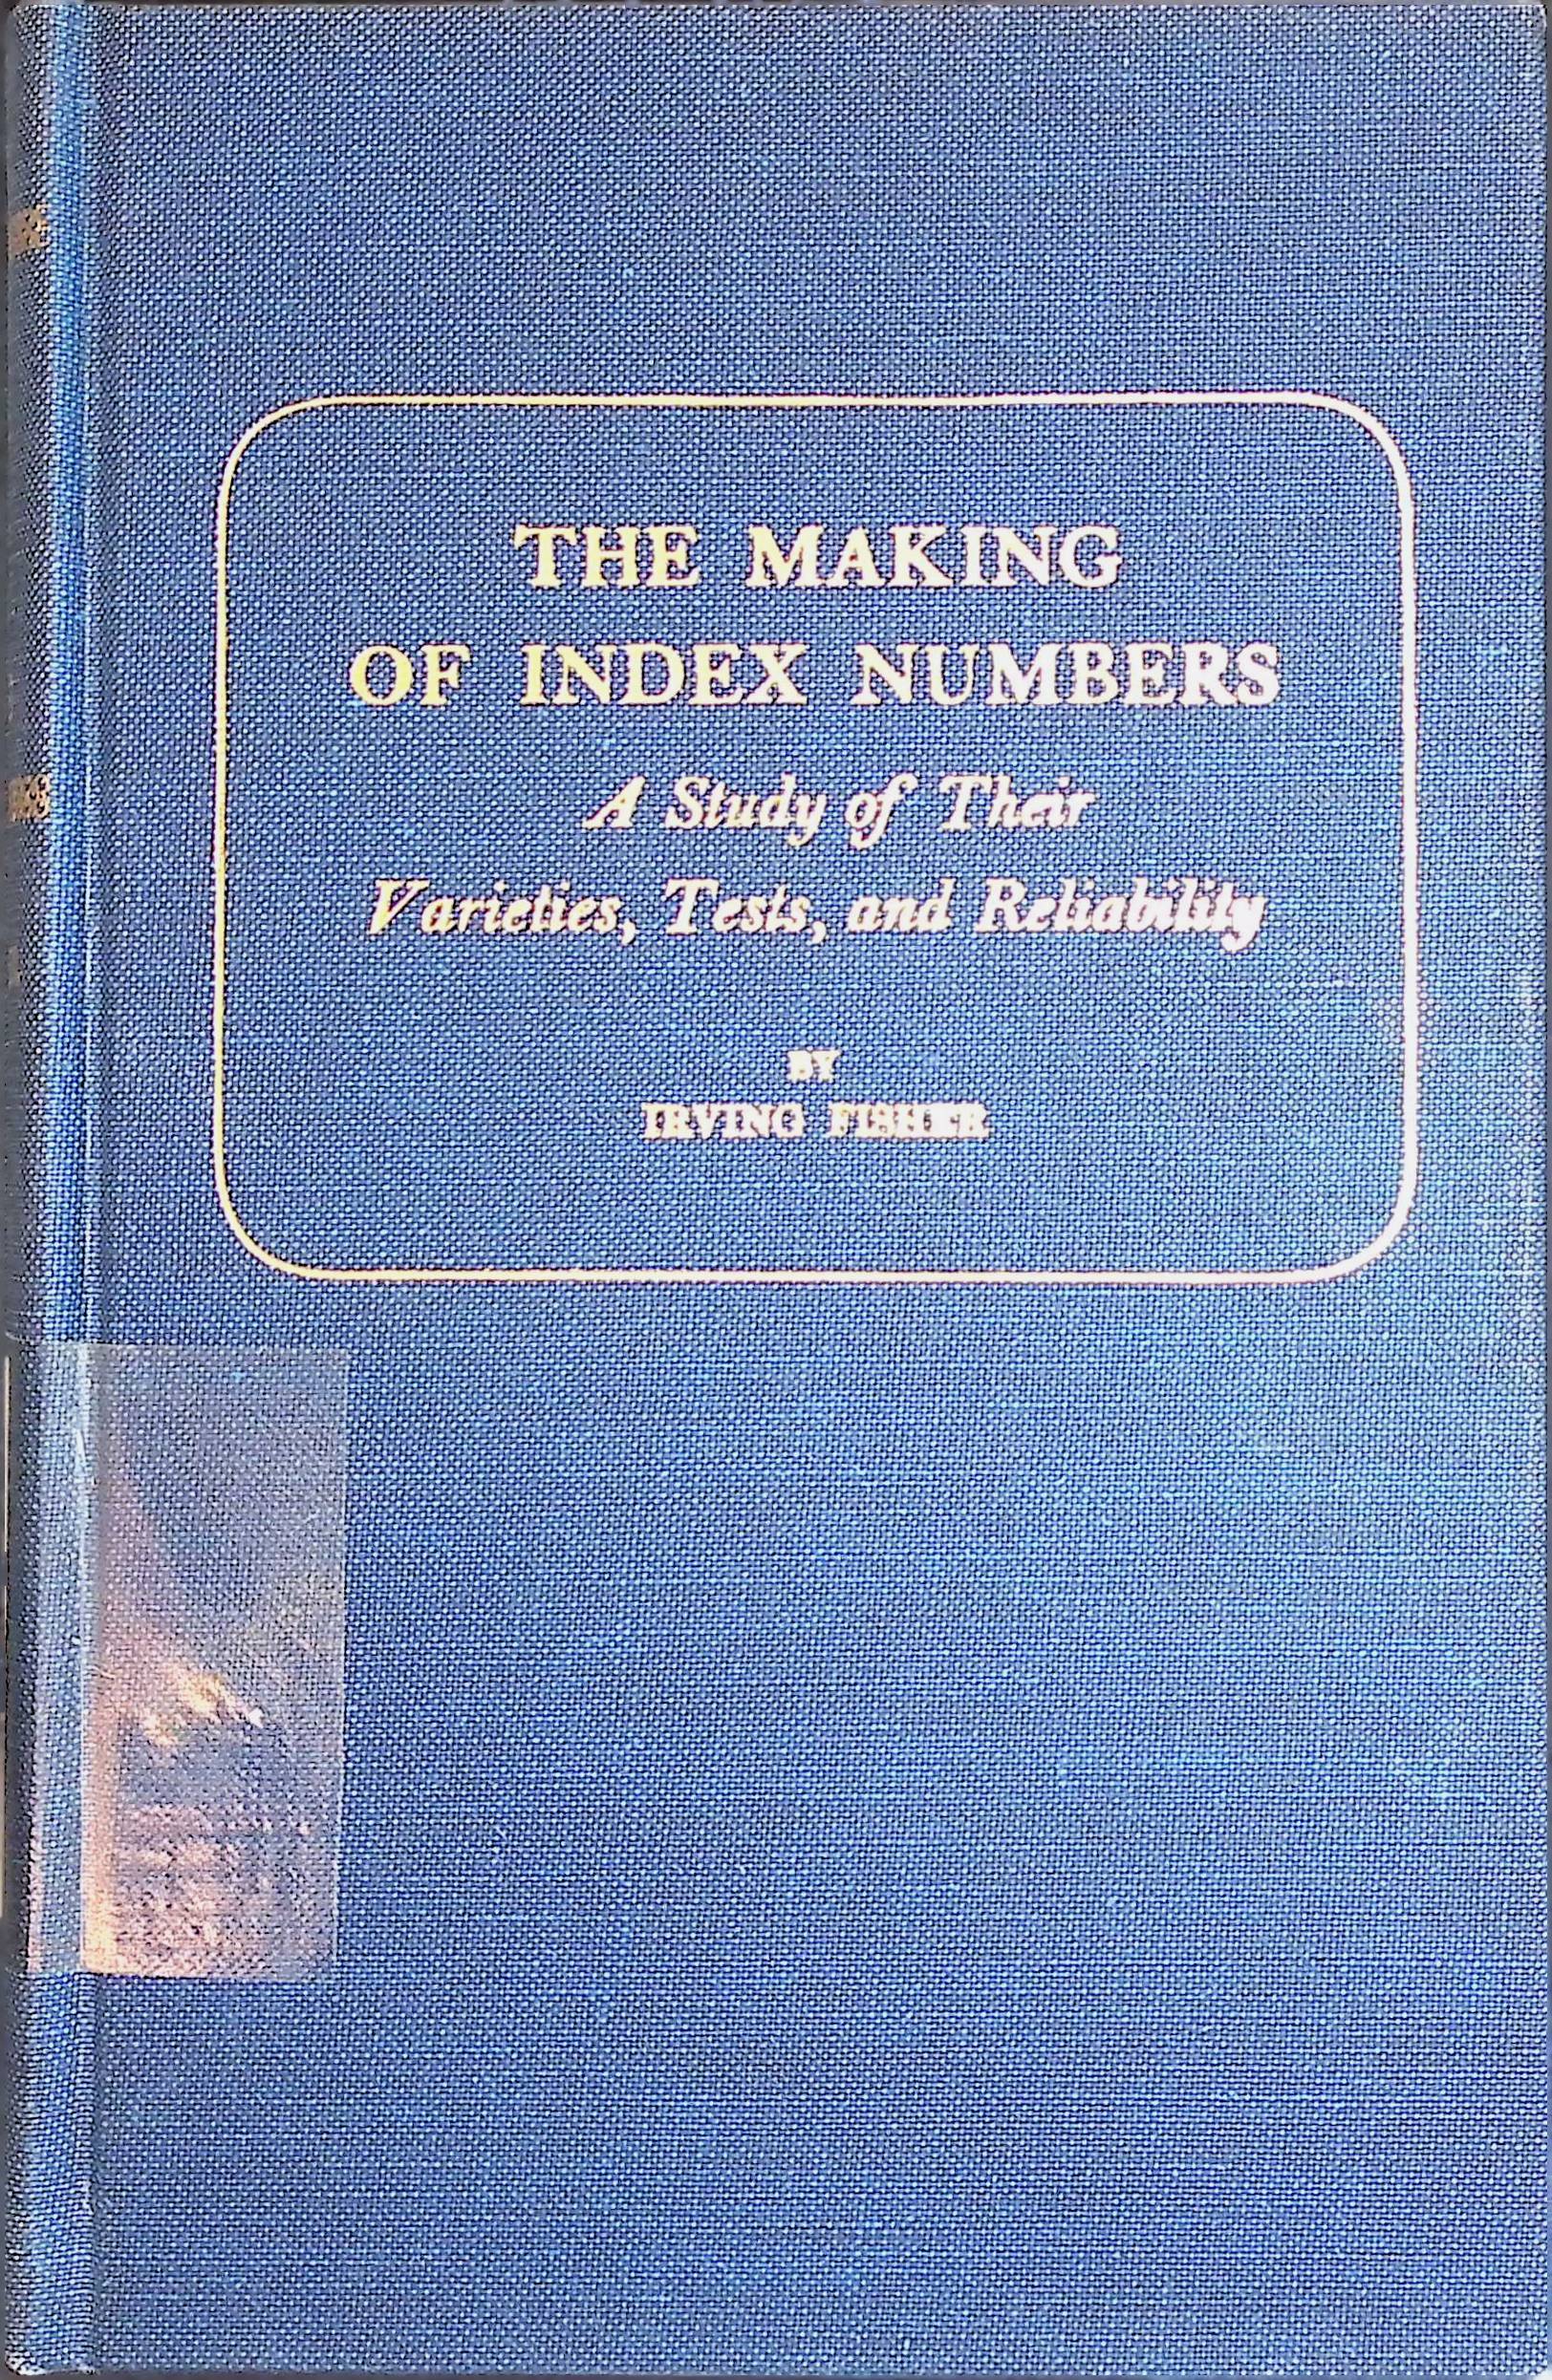 THE MAKING
OF INDEX NUMBERS
A Study of Their
Varieties, Tests, and Reliability
BY
IRVING FISHER